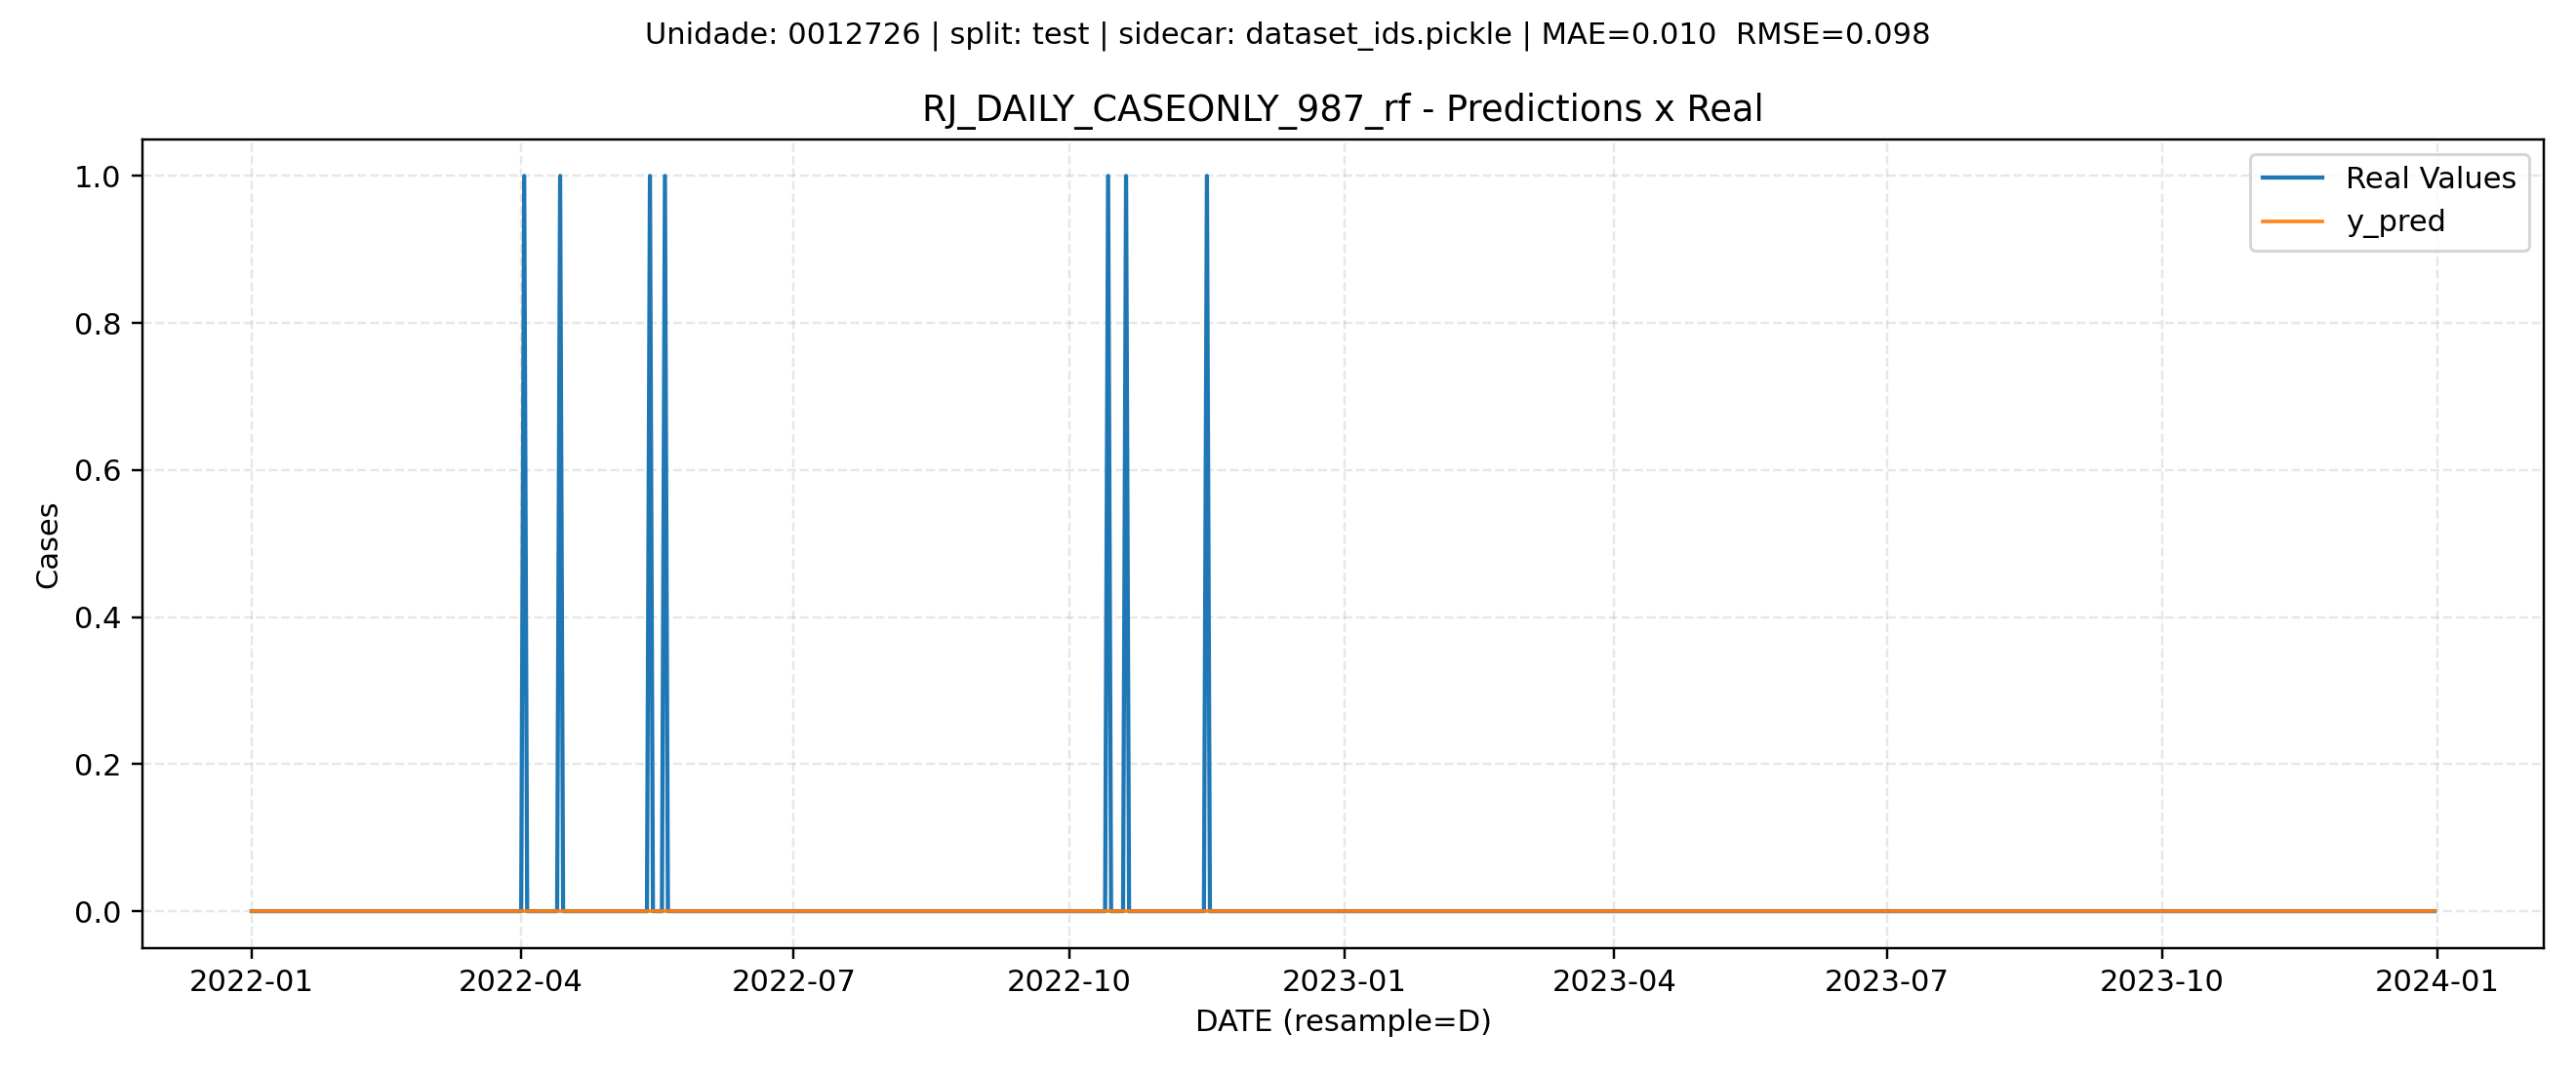 Unidade: 0012726 | split: test | sidecar: dataset_ids.pickle | MAE=0.010  RMSE=0.098
RJ_DAILY_CASEONLY_987_rf - Predictions x Real
Real Values
y_pred
1.0
0.8
0.6
0.4
0.2
0.0
Cases
2022-01
2022-04
2022-07
2022-10
2023-01
2023-04
2023-07
2023-10
2024-01
DATE (resample=D)